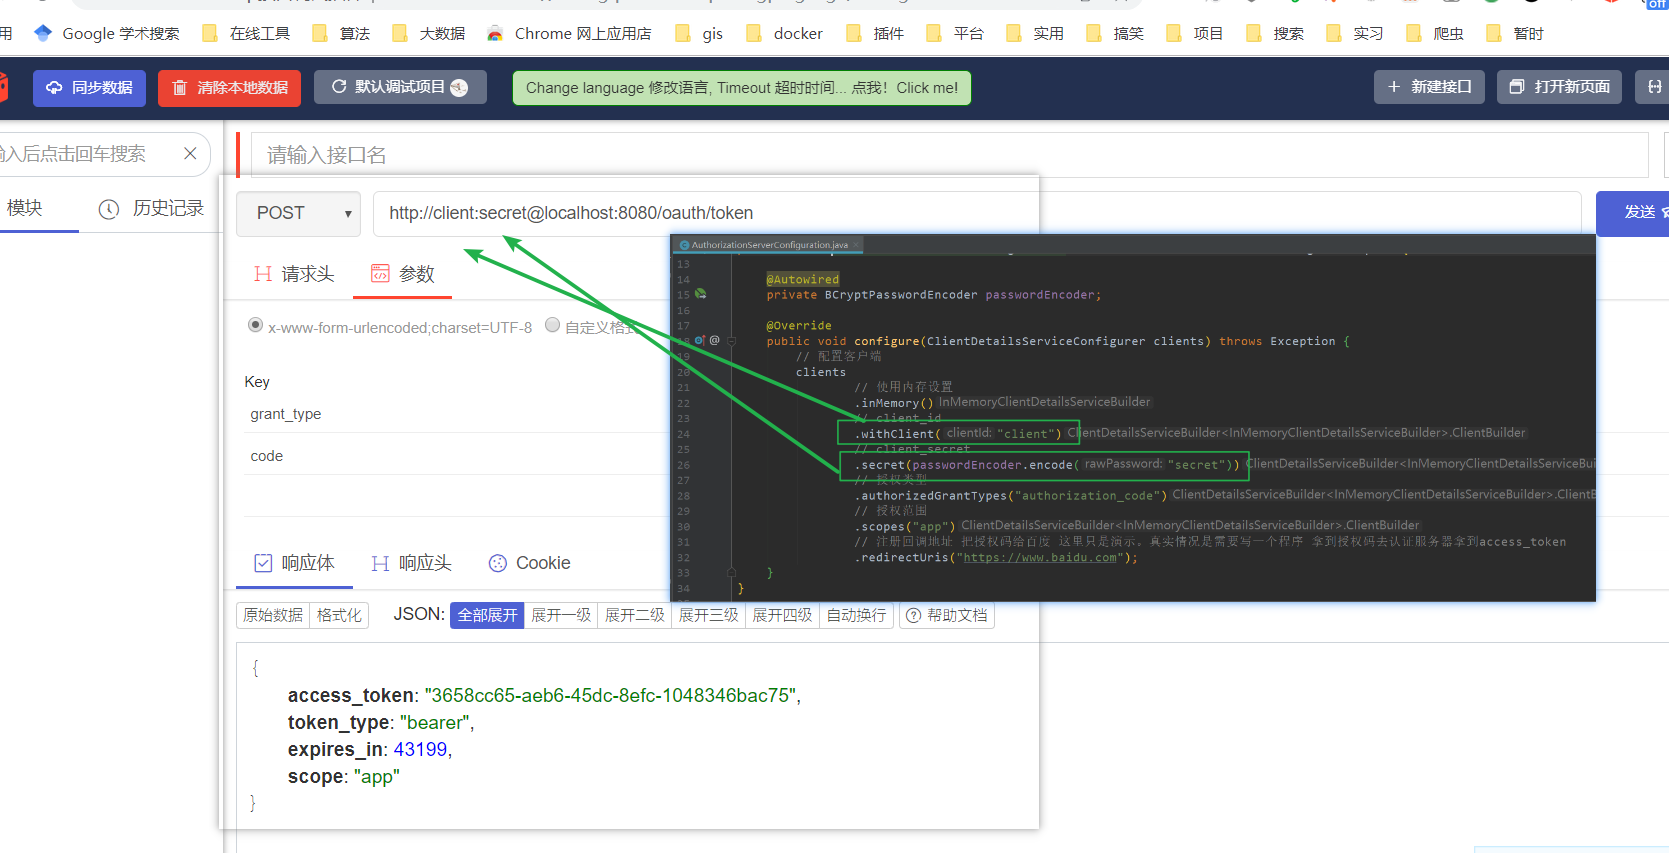 用 Google 学术搜索 在线工具 算法 大数据 Chrome 网上应用店 gis docker 插件 平台 实用 搞笑 项目 搜索 实习 爬虫 暂时
off
同步数据 清除本地数据 默认调试项目 Change language 修改语言, Timeout 超时时间... 点我！Click me! 新建接口 打开新页面
输入后点击回车搜索 请输入接口名
模块 历史记录
POST http://client:secret@localhost:8080/oauth/token 发送
请求头 参数
x-www-form-urlencoded;charset=UTF-8 自定义格式
Key
grant_type
code
AuthorizationServerConfiguration.java
13
14 @Autowired
15 private BCryptPasswordEncoder passwordEncoder;
16
17 @Override
18 @ public void configure(ClientDetailsServiceConfigurer clients) throws Exception {
19 // 配置客户端
20 clients
21 // 使用内存设置
22 .inMemory() InMemoryClientDetailsServiceBuilder
23 // client_id
24 .withClient( clientId: "client") ClientDetailsServiceBuilder<InMemoryClientDetailsServiceBuilder>.ClientBuilder
25 // client_secret
26 .secret(passwordEncoder.encode( rawPassword: "secret")) ClientDetailsServiceBuilder<InMemoryClientDetailsServiceBui
27 // 授权类型
28 .authorizedGrantTypes("authorization_code") ClientDetailsServiceBuilder<InMemoryClientDetailsServiceBuilder>.ClientB
29 // 授权范围
30 .scopes("app") ClientDetailsServiceBuilder<InMemoryClientDetailsServiceBuilder>.ClientBuilder
31 // 注册回调地址 把授权码给百度 这里只是演示。真实情况是需要写一个程序 拿到授权码去认证服务器拿到access_token
32 .redirectUris("https://www.baidu.com");
33 }
34 }
响应体 响应头 Cookie
原始数据 格式化 JSON: 全部展开 展开一级 展开二级 展开三级 展开四级 自动换行 帮助文档
{
access_token: "3658cc65-aeb6-45dc-8efc-1048346bac75",
token_type: "bearer",
expires_in: 43199,
scope: "app"
}